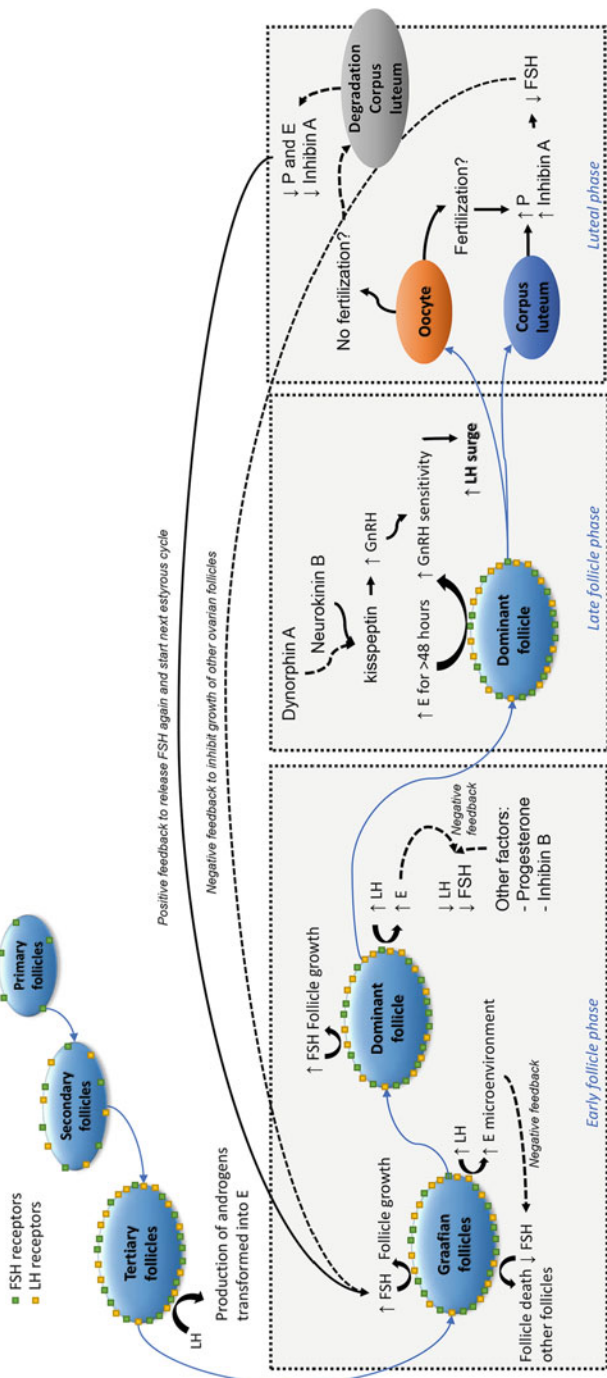 FSH receptors
LH receptors
Primary
follicles
Secondary
follicles
Tertiary
follicles
LH
Production of androgens
transformed into E
Positive feedback to release FSH again and start next estyrous cycle
Negative feedback to inhibit growth of other ovarian follicles
↑ FSH
Follicle growth
Graafian
follicles
↑ LH
↑ E microenvironment
Negative feedback
Follicle death ↓ FSH
other follicles
↑ FSH Follicle growth
Dominant
follicle
↑ LH
↑ E
Negative
feedback
↓ LH
↓ FSH
Other factors:
- Progesterone
- Inhibin B
Early follicle phase
Dynorphin A
Neurokinin B
kisspeptin
↑ GnRH
↑ E for >48 hours
↑ GnRH sensitivity
↑ LH surge
Dominant
follicle
Late follicle phase
↓ P and E
↓ Inhibin A
Degradation
Corpus
luteum
No fertilization?
Oocyte
Fertilization?
Corpus
luteum
↑ P
↑ Inhibin A
↓ FSH
Luteal phase